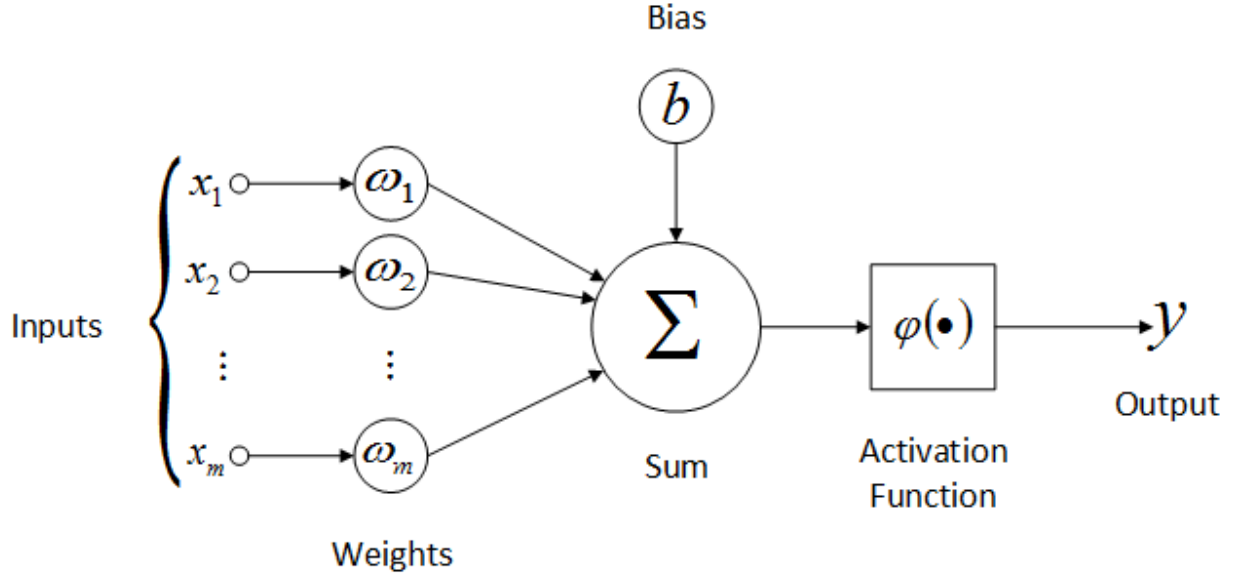 Bias
b
x₁ ω₁
x₂ ω₂
Inputs
Σ
φ(•)
y
⋮ ⋮
Output
xₘ ωₘ
Sum
Activation
Function
Weights